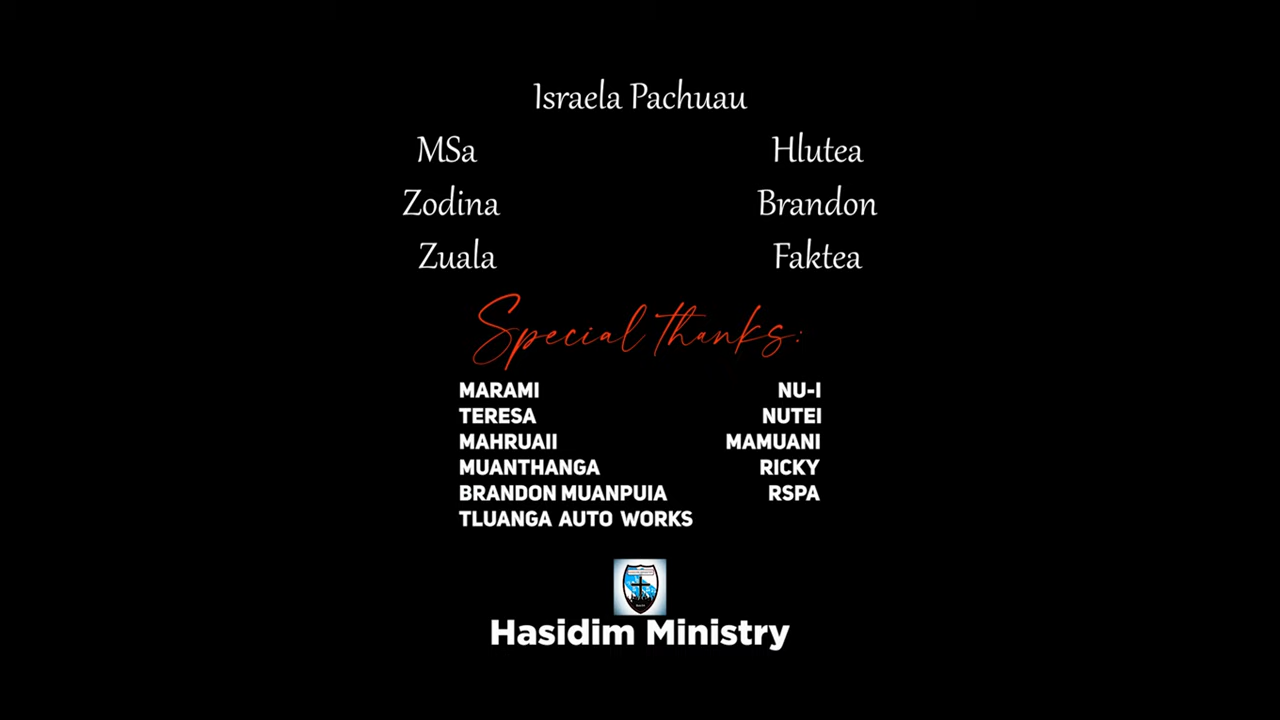 Israela Pachuau
MSa Hlutea
Zodina Brandon
Zuala Faktea
Special thanks:
MARAMI NU-I
TERESA NUTEI
MAHRUAII MAMUANI
MUANTHANGA RICKY
BRANDON MUANPUIA RSPA
TLUANGA AUTO WORKS
Hasidim Ministry